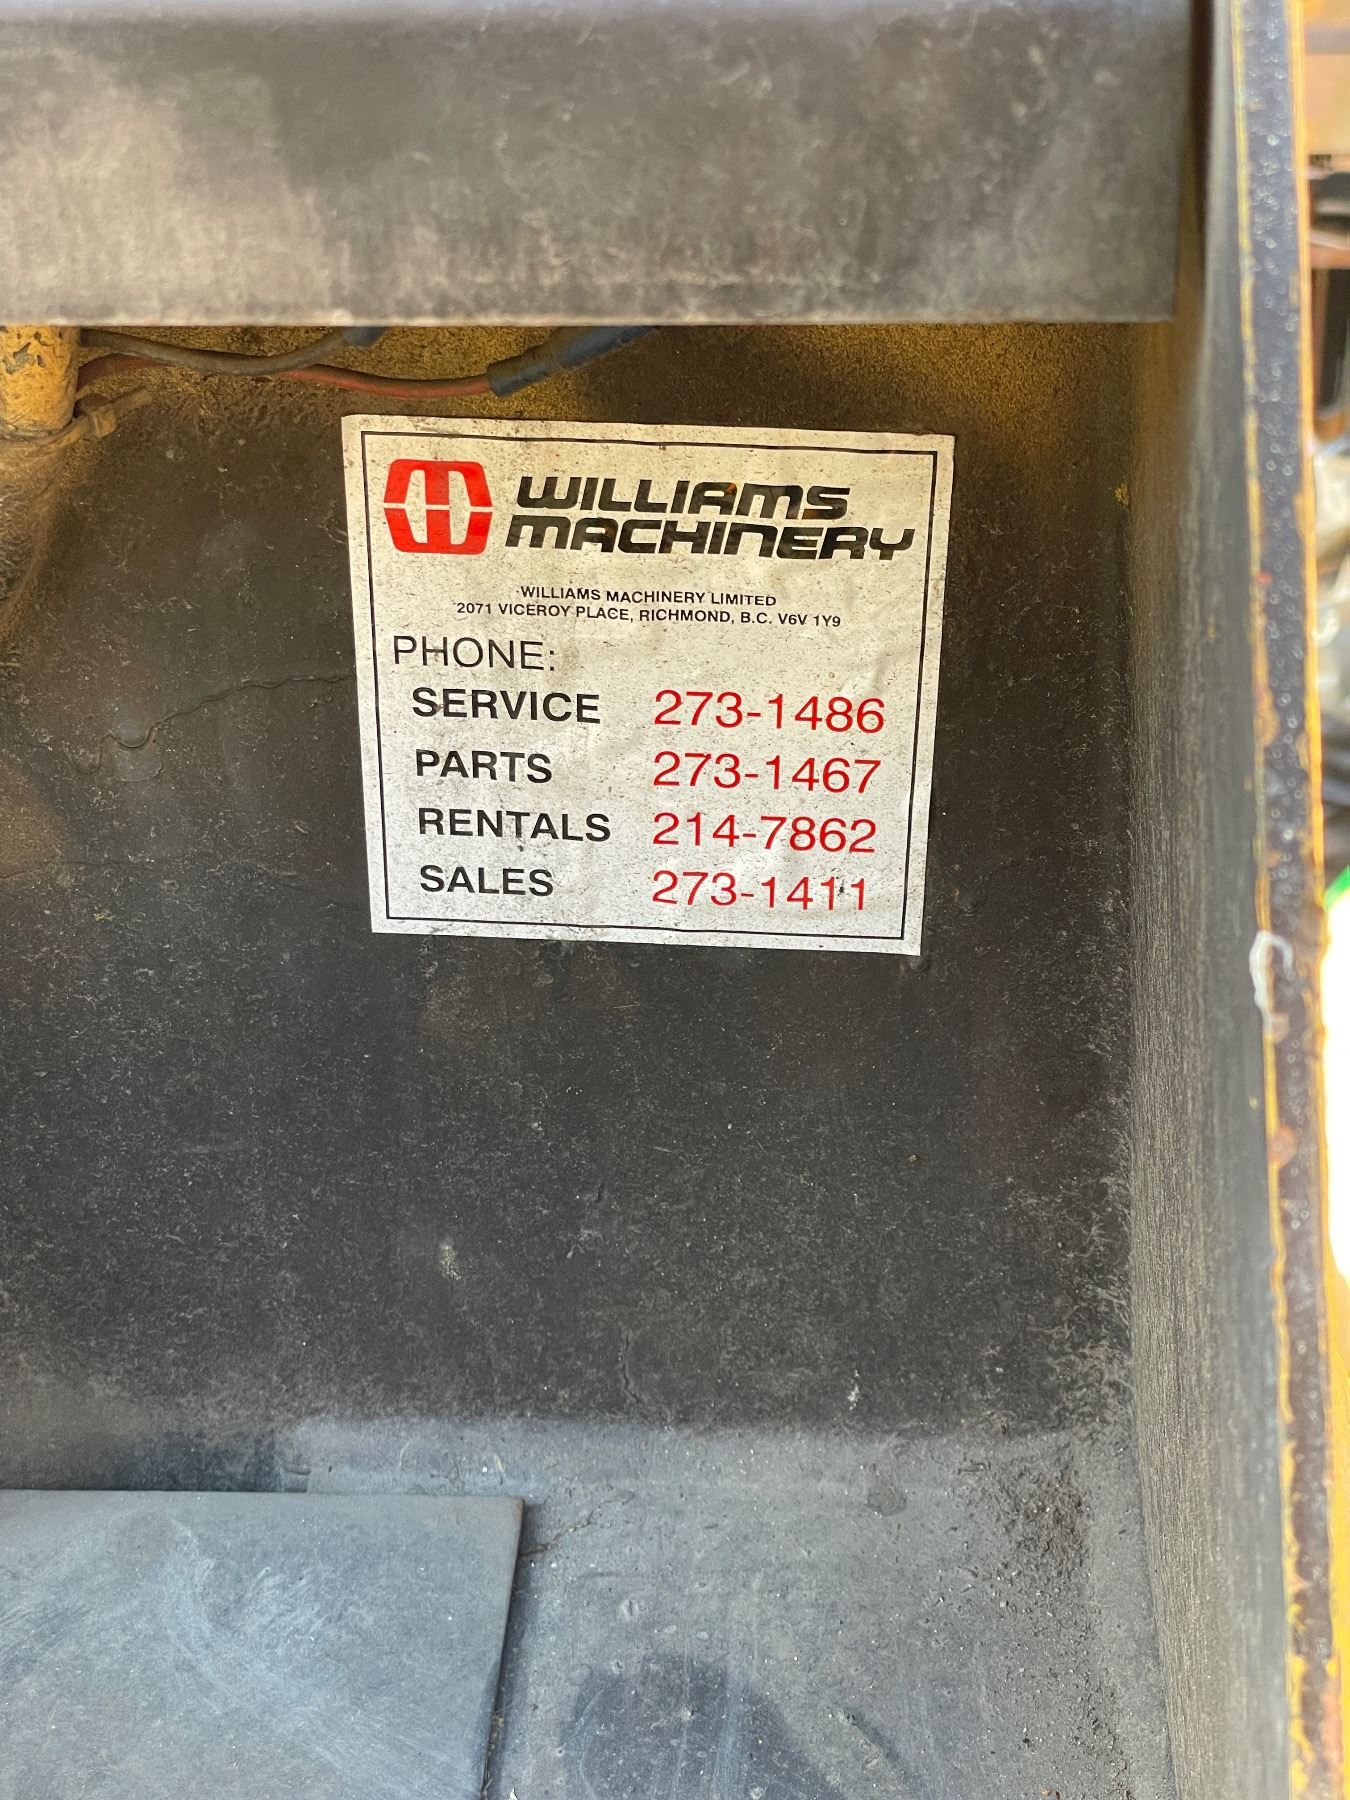 WILLIAMS
MACHINERY
WILLIAMS MACHINERY LIMITED
2071 VICEROY PLACE, RICHMOND, B.C. V6V 1Y9
PHONE:
SERVICE 273-1486
PARTS 273-1467
RENTALS 214-7862
SALES 273-1411